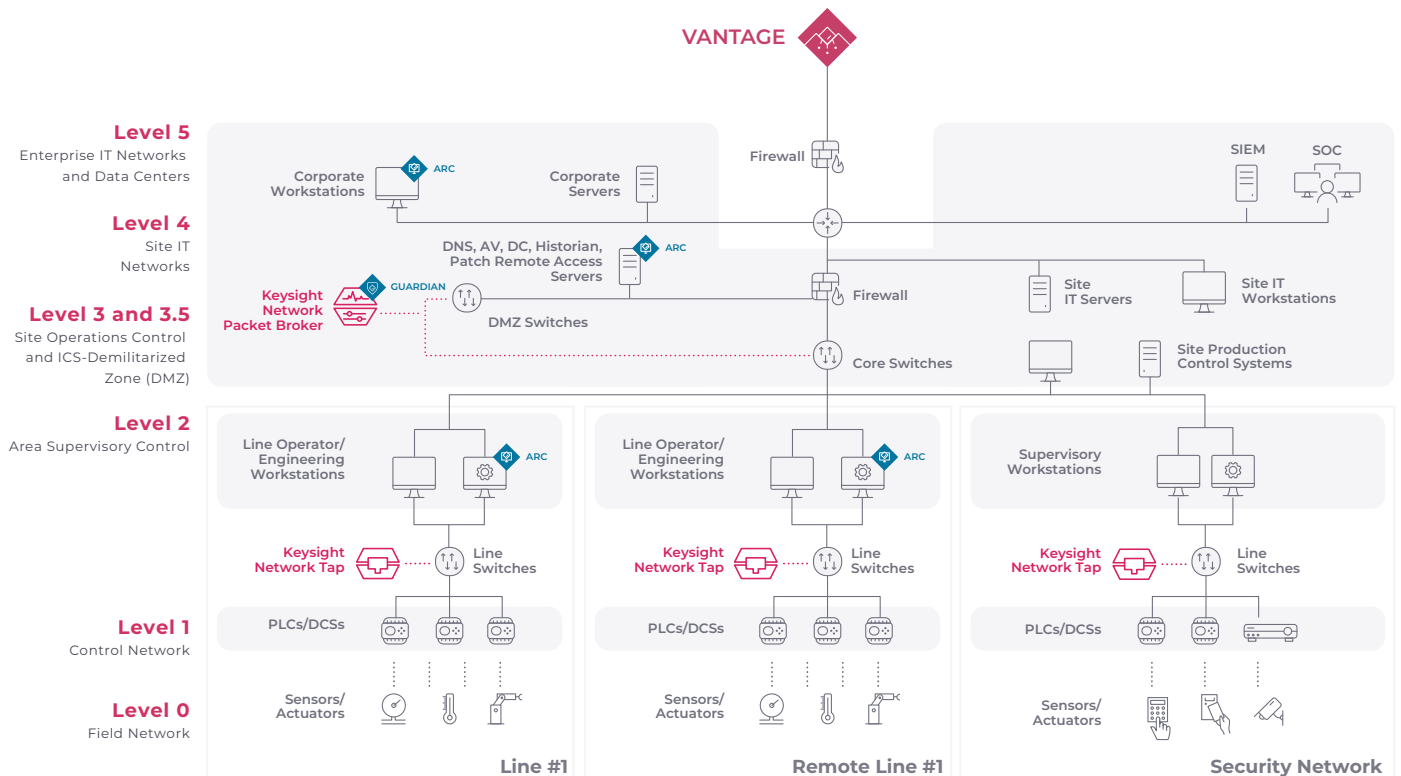 VANTAGE
Level 5
Enterprise IT Networks
and Data Centers
Corporate
Workstations
ARC
Corporate
Servers
Firewall
SIEM
SOC
Level 4
Site IT
Networks
DNS, AV, DC, Historian,
Patch Remote Access
Servers
ARC
Site
IT Servers
Site IT
Workstations
Level 3 and 3.5
Site Operations Control
and ICS-Demilitarized
Zone (DMZ)
Keysight
Network
Packet Broker
GUARDIAN
DMZ Switches
Firewall
Core Switches
Site Production
Control Systems
Level 2
Area Supervisory Control
Line Operator/
Engineering
Workstations
ARC
Line Operator/
Engineering
Workstations
ARC
Supervisory
Workstations
Keysight
Network Tap
Line
Switches
Keysight
Network Tap
Line
Switches
Keysight
Network Tap
Line
Switches
Level 1
Control Network
PLCs/DCSs
PLCs/DCSs
PLCs/DCSs
Level 0
Field Network
Sensors/
Actuators
Sensors/
Actuators
Sensors/
Actuators
Line #1
Remote Line #1
Security Network